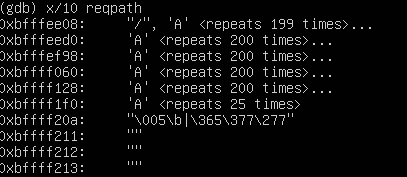 (gdb) x/10 reqpath
0xbfffee08: "/", 'A' <repeats 199 times>...
0xbfffeed0: 'A' <repeats 200 times>...
0xbfffef98: 'A' <repeats 200 times>...
0xbffff060: 'A' <repeats 200 times>...
0xbffff128: 'A' <repeats 200 times>...
0xbffff1f0: 'A' <repeats 25 times>
0xbffff20a: "\005\b|\365\377\277"
0xbffff211: ""
0xbffff212: ""
0xbffff213: ""